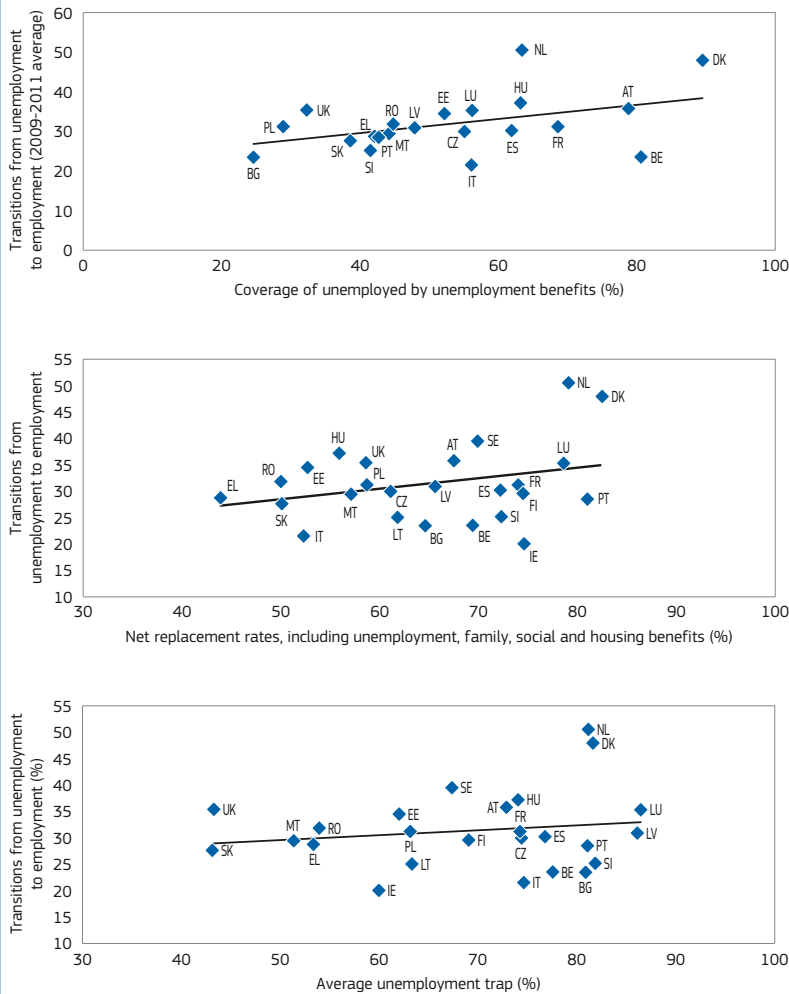 Transitions from unemployment
to employment (2009-2011 average)
60
50
40
30
20
10
0
NL
DK
HU
AT
LU
EE
UK
PL
RO
LV
EL
SK
MT
PT
SI
BG
CZ
ES
FR
IT
BE
0
20
40
60
80
100
Coverage of unemployed by unemployment benefits (%)
Transitions from
unemployment to employment
55
50
45
40
35
30
25
20
15
10
NL
DK
SE
AT
HU
UK
LU
RO
EE
EL
PL
SK
MT
CZ
LV
ES
FR
FI
PT
IT
LT
BG
BE
SI
IE
30
40
50
60
70
80
90
100
Net replacement rates, including unemployment, family, social and housing benefits (%)
Transitions from unemployment
to employment (%)
55
50
45
40
35
30
25
20
15
10
NL
DK
SE
HU
AT
UK
EE
LU
FR
MT
RO
LV
SK
EL
PL
FI
CZ
ES
PT
LT
SI
IE
IT
BE
BG
30
40
50
60
70
80
90
100
Average unemployment trap (%)